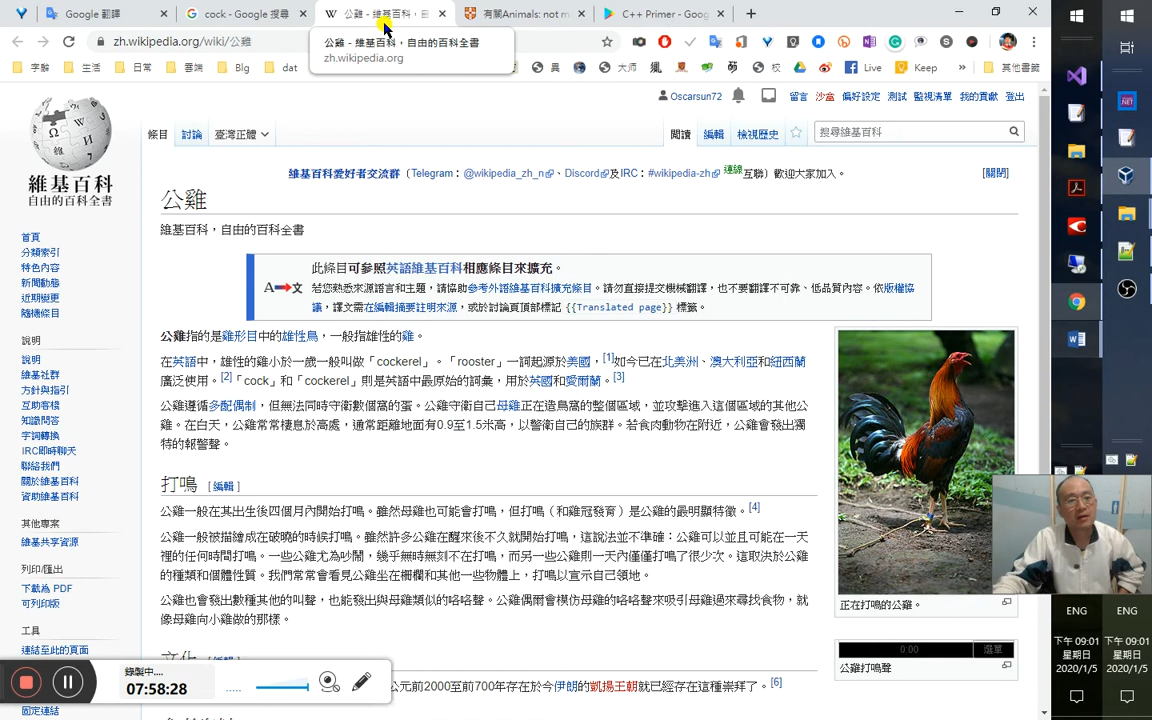 Google 翻譯
cock - Google 搜尋
公雞 - 維基百科，自
有關Animals: not m
C++ Primer - Goog
zh.wikipedia.org/wiki/公雞
公雞 - 維基百科，自由的百科全書
zh.wikipedia.org
字辭
生活
日常
雲端
Blg
dat
異
大师
萌
校
Live
Keep
其他書籤
Oscarsun72
留言
沙盒
偏好設定
測試
監視清單
我的貢獻
登出
條目
討論
臺灣正體
閱讀
編輯
檢視歷史
搜尋維基百科
維基百科
自由的百科全書
維基百科愛好者交流群（Telegram：@wikipedia_zh_n、Discord及IRC：#wikipedia-zh連線互聯）歡迎大家加入。
[關閉]
公雞
維基百科，自由的百科全書
此條目可參照英語維基百科相應條目來擴充。
若您熟悉來源語言和主題，請協助參考外語維基百科擴充條目。請勿直接提交機械翻譯，也不要翻譯不可靠、低品質內容。依版權協
議，譯文需在編輯摘要註明來源，或於討論頁頂部標記 {{Translated page}} 標籤。
公雞指的是雞形目中的雄性鳥，一般指雄性的雞。
在英語中，雄性的雞小於一歲一般叫做「cockerel」。「rooster」一詞起源於美國，[1]如今已在北美洲、澳大利亞和紐西蘭
廣泛使用。[2]「cock」和「cockerel」則是英語中最原始的詞彙，用於英國和愛爾蘭。[3]
公雞遵循多配偶制，但無法同時守衛數個窩的蛋。公雞守衛自己母雞正在造鳥窩的整個區域，並攻擊進入這個區域的其他公
雞。在白天，公雞常常棲息於高處，通常距離地面有0.9至1.5米高，以警衛自己的族群。若食肉動物在附近，公雞會發出獨
特的報警聲。
打鳴
[編輯]
公雞一般在其出生後四個月內開始打鳴。雖然母雞也可能會打鳴，但打鳴（和雞冠發育）是公雞的最明顯特徵。[4]
公雞一般被描繪成在破曉的時候打鳴。雖然許多公雞在醒來後不久就開始打鳴，這說法並不準確：公雞可以並且可能在一天
裡的任何時間打鳴。一些公雞尤為吵鬧，幾乎無時無刻不在打鳴，而另一些公雞則一天內僅僅打鳴了很少次。這取決於公雞
的種類和個體性質。我們常常會看見公雞坐在柵欄和其他一些物體上，打鳴以宣示自己領地。
公雞也會發出數種其他的叫聲，也能發出與母雞類似的咯咯聲。公雞偶爾會模仿母雞的咯咯聲來吸引母雞過來尋找食物，就
像母雞向小雞做的那樣。
文化
[編輯]
公元前2000至前700年存在於今伊朗的凱揚王朝就已經存在這種崇拜了。[6]
正在打鳴的公雞。
0:00
選單
公雞打鳴聲
首頁
分類索引
特色內容
新聞動態
近期變更
隨機條目
說明
說明
維基社群
方針與指引
互助客棧
知識問答
字詞轉換
IRC即時聊天
聯絡我們
關於維基百科
資助維基百科
其他專案
維基共享資源
列印/匯出
下載為 PDF
可列印版
工具
連結至此的頁面
固定連結
錄製中....
07:58:28
ENG
下午 09:01
星期日
2020/1/5
ENG
下午 09:01
星期日
2020/1/5